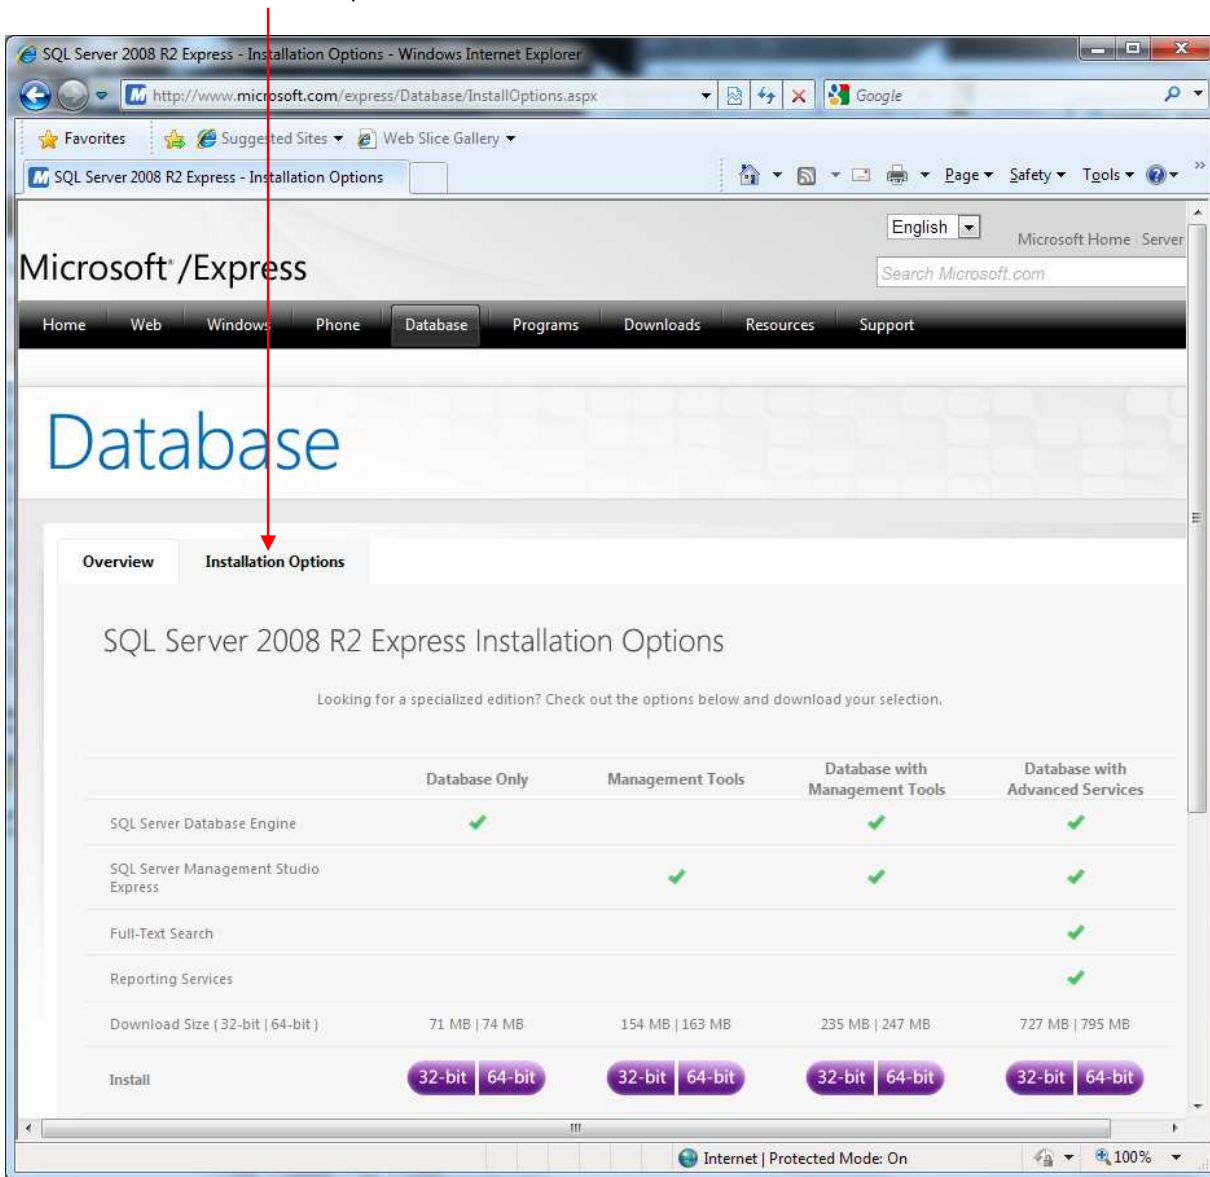 SQL Server 2008 R2 Express - Installation Options - Windows Internet Explorer
http://www.microsoft.com/express/Database/InstallOptions.aspx
Google
Favorites Suggested Sites Web Slice Gallery
SQL Server 2008 R2 Express - Installation Options
Page Safety Tools
English
Microsoft Home Server
Microsoft /Express
Search Microsoft.com
Home Web Windows Phone Database Programs Downloads Resources Support
Database
Overview Installation Options
SQL Server 2008 R2 Express Installation Options
Looking for a specialized edition? Check out the options below and download your selection.
Database Only Management Tools Database with Management Tools Database with Advanced Services
SQL Server Database Engine
SQL Server Management Studio
Express
Full-Text Search
Reporting Services
Download Size ( 32-bit | 64-bit ) 71 MB | 74 MB 154 MB | 163 MB 235 MB | 247 MB 727 MB | 795 MB
Install 32-bit 64-bit 32-bit 64-bit 32-bit 64-bit 32-bit 64-bit
Internet | Protected Mode: On 100%